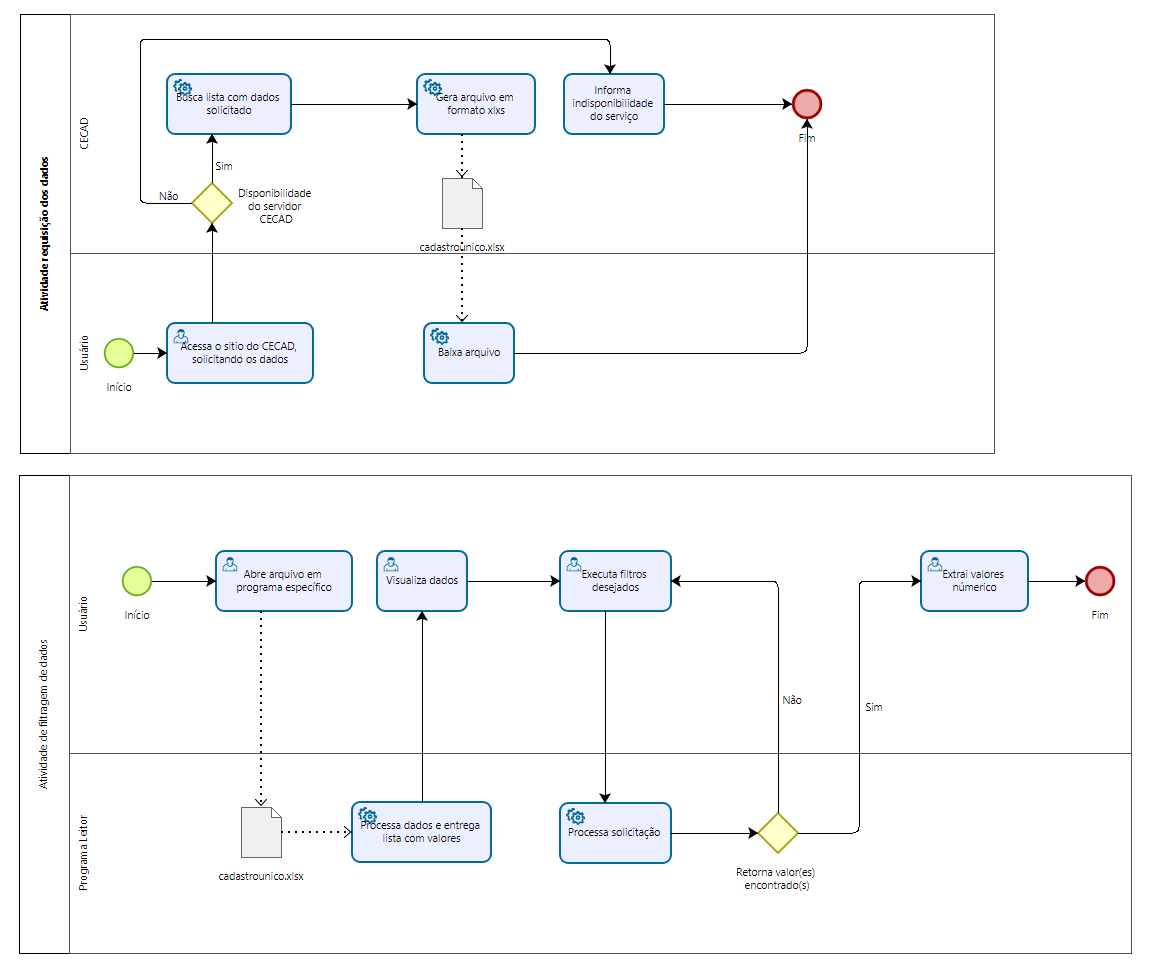 Atividade requisição dos dados
CECAD
Busca lista com dados
solicitado
Gera arquivo em
formato xlxs
Informa
indisponibilidade
do serviço
Fim
Sim
Não
Disponibilidade
do servidor
CECAD
cadastrounico.xlsx
Usuário
Início
Acessa o sitio do CECAD,
solicitando os dados
Baixa arquivo
Atividade de filtragem de dados
Usuário
Início
Abre arquivo em
programa específico
Visualiza dados
Executa filtros
desejados
Extrai valores
númerico
Fim
Não
Sim
Programa Leitor
cadastrounico.xlsx
Processa dados e entrega
lista com valores
Processa solicitação
Retorna valor(es)
encontrado(s)